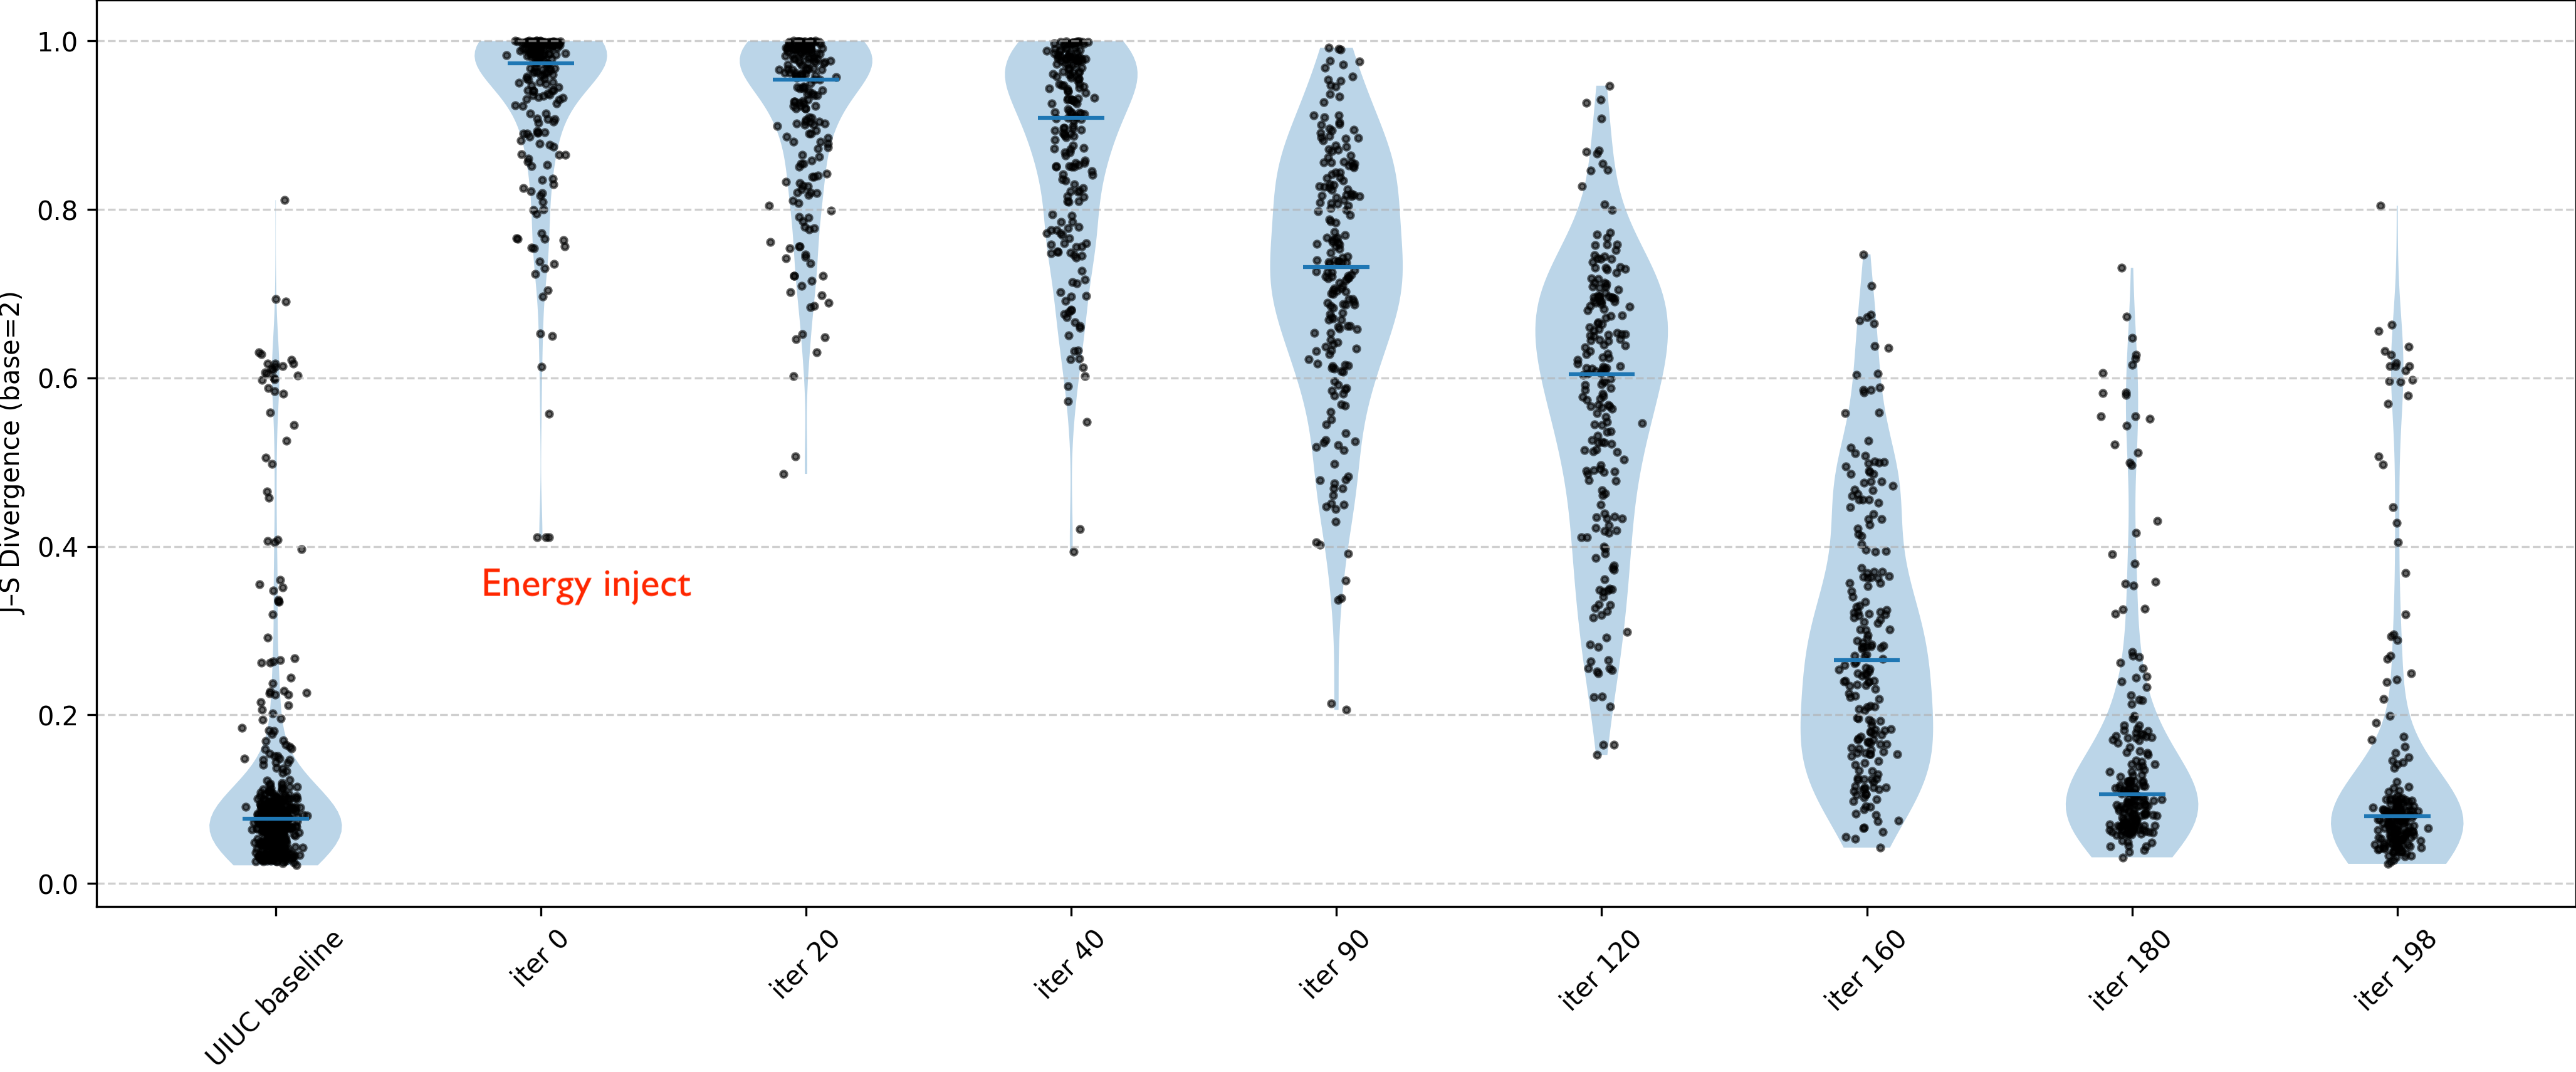 J–S Divergence (base=2)
1.0
0.8
0.6
0.4
0.2
0.0
Energy inject
UIUC baseline
iter 0
iter 20
iter 40
iter 90
iter 120
iter 160
iter 180
iter 198